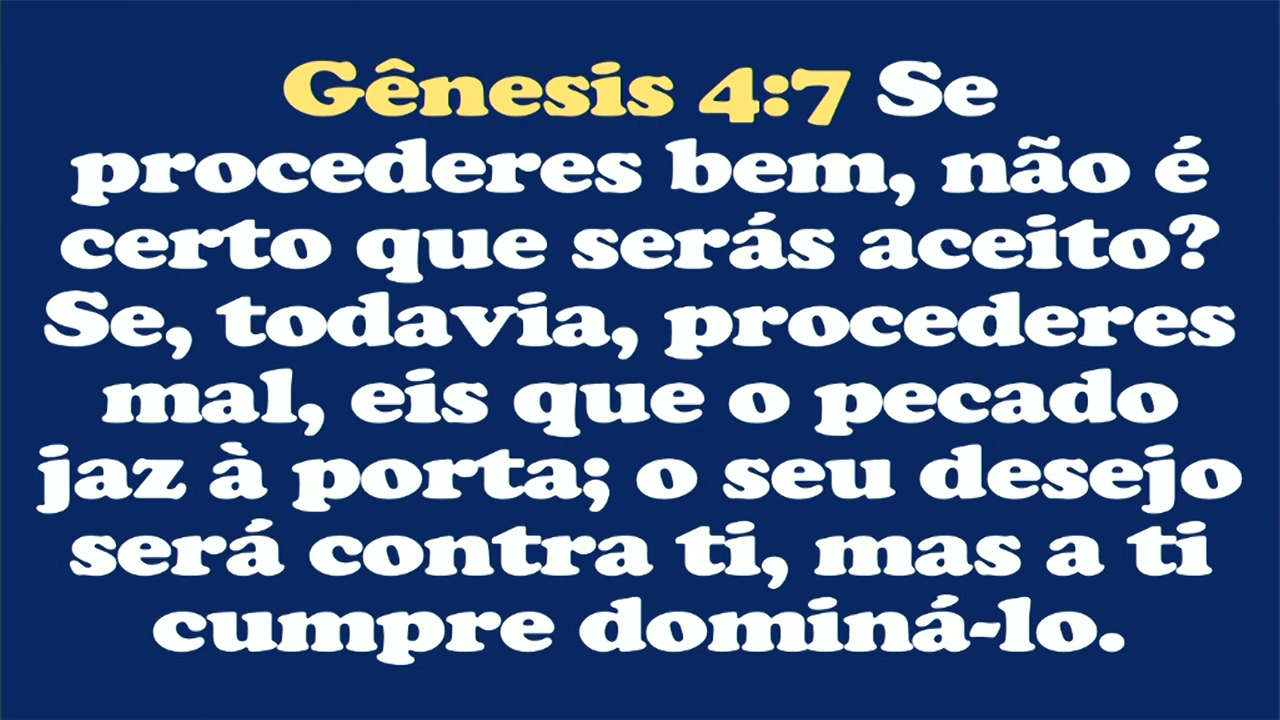 Gênesis 4:7 Se
procederes bem, não é
certo que serás aceito?
Se, todavia, procederes
mal, eis que o pecado
jaz à porta; o seu desejo
será contra ti, mas a ti
cumpre dominá-lo.